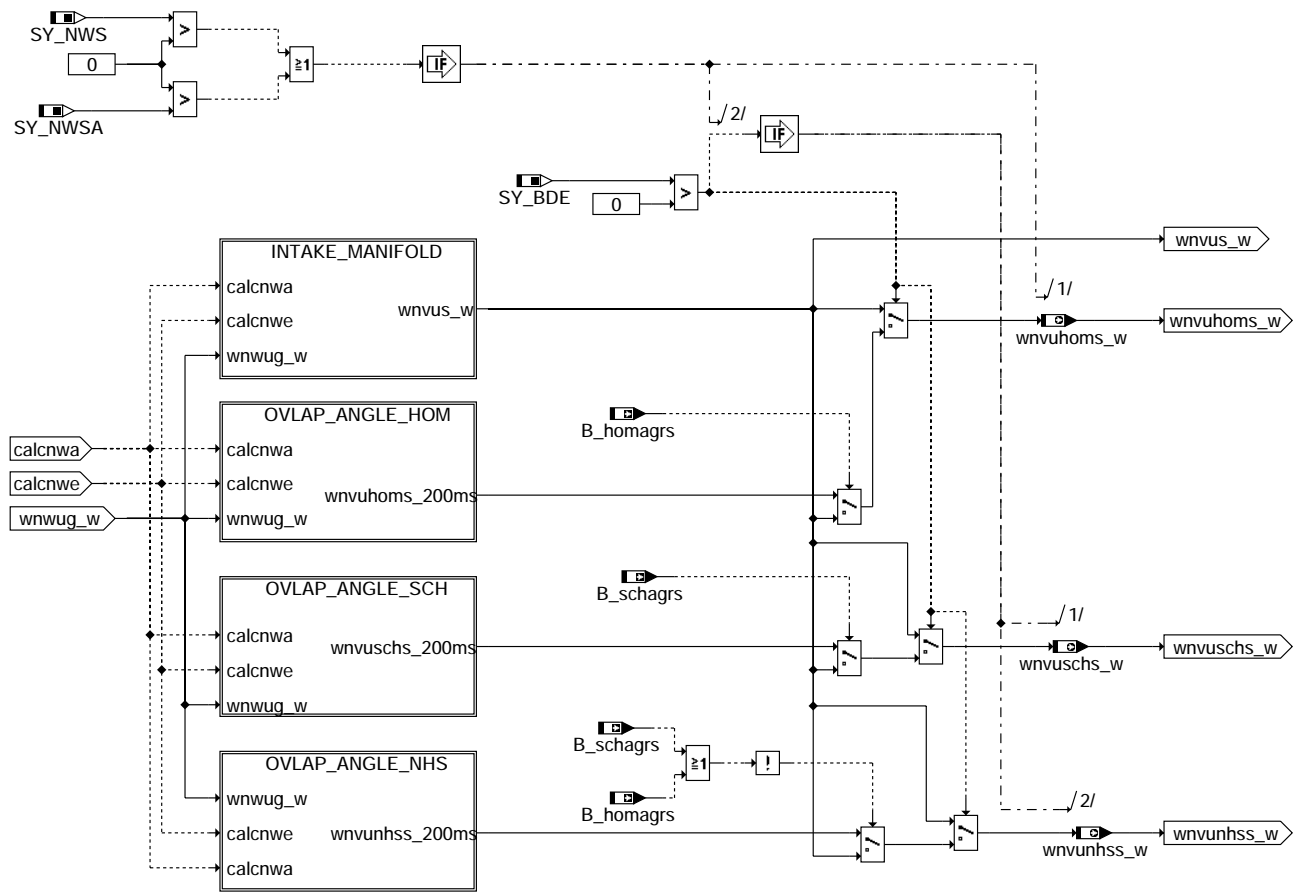 SY_NWS
>
0
≥1
IF
>
SY_NWSA
/2/
IF
SY_BDE
>
0
INTAKE_MANIFOLD
wnvus_w
calcnwa
/1/
wnvus_w
calcnwe
wnvuhoms_w
wnvuhoms_w
wnwug_w
OVLAP_ANGLE_HOM
B_homagrs
calcnwa
calcnwa
calcnwe
calcnwe
wnvuhoms_200ms
wnwug_w
wnwug_w
OVLAP_ANGLE_SCH
B_schagrs
/1/
calcnwa
wnvuschs_200ms
wnvuschs_w
wnvuschs_w
calcnwe
wnwug_w
B_schagrs
OVLAP_ANGLE_NHS
≥1
!
wnwug_w
B_homagrs
/2/
calcnwe
wnvunhss_200ms
wnvunhss_w
wnvunhss_w
calcnwa